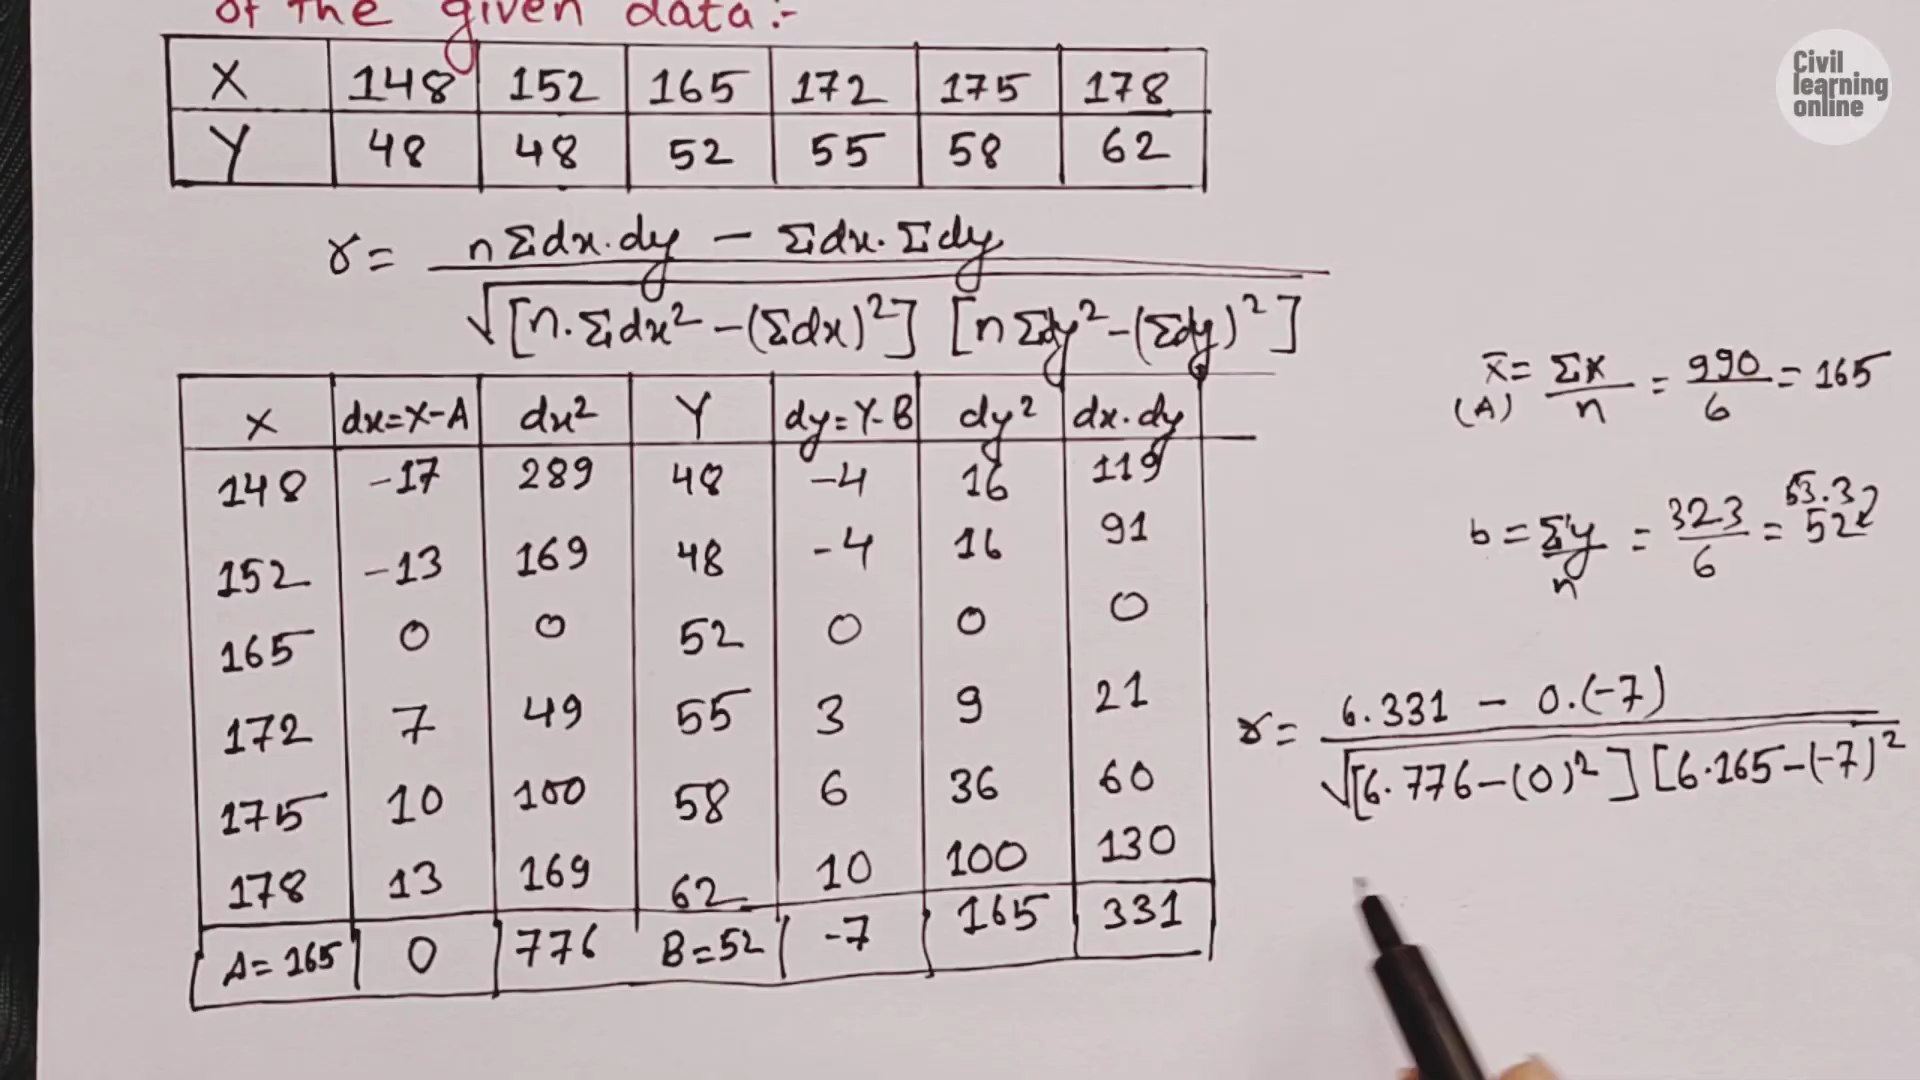 of the given data:-
X 148 152 165 172 175 178
Y 48 48 52 55 58 62
r = n Σdx.dy - Σdx.Σdy
√[n.Σdx² - (Σdx)²] [nΣdy² - (Σdy)²]
X dx=X-A dx² Y dy=Y-B dy² dx.dy
148 -17 289 48 -4 16 119
152 -13 169 48 -4 16 91
165 0 0 52 0 0 0
172 7 49 55 3 9 21
175 10 100 58 6 36 60
178 13 169 62 10 100 130
A=165 0 776 B=52 -7 165 331
x̄ = Σx/n = 990/6 = 165
(A)
b = Σy/n = 323/6 = 52
53.3
r = 6.331 - 0.(-7)
√[6.776-(0)²] [6.165-(-7)²
Civil
learning
online